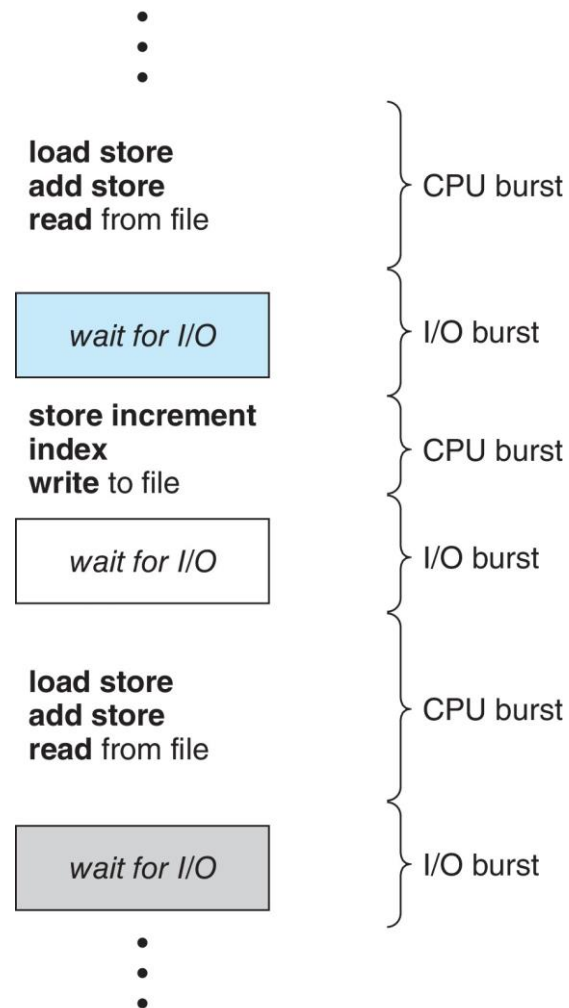 load store
add store
read from file
CPU burst
wait for I/O
I/O burst
store increment
index
write to file
CPU burst
wait for I/O
I/O burst
load store
add store
read from file
CPU burst
wait for I/O
I/O burst